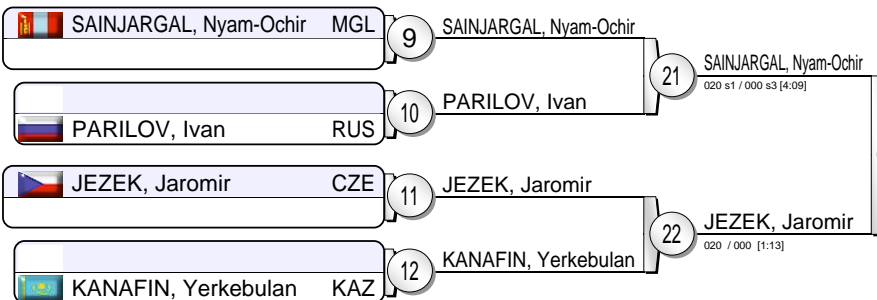 SAINJARGAL, Nyam-Ochir MGL
9
SAINJARGAL, Nyam-Ochir
21
SAINJARGAL, Nyam-Ochir
020 s1 / 000 s3 [4:09]
10
PARILOV, Ivan
PARILOV, Ivan RUS
JEZEK, Jaromir CZE
11
JEZEK, Jaromir
22
JEZEK, Jaromir
020 / 000 [1:13]
12
KANAFIN, Yerkebulan
KANAFIN, Yerkebulan KAZ